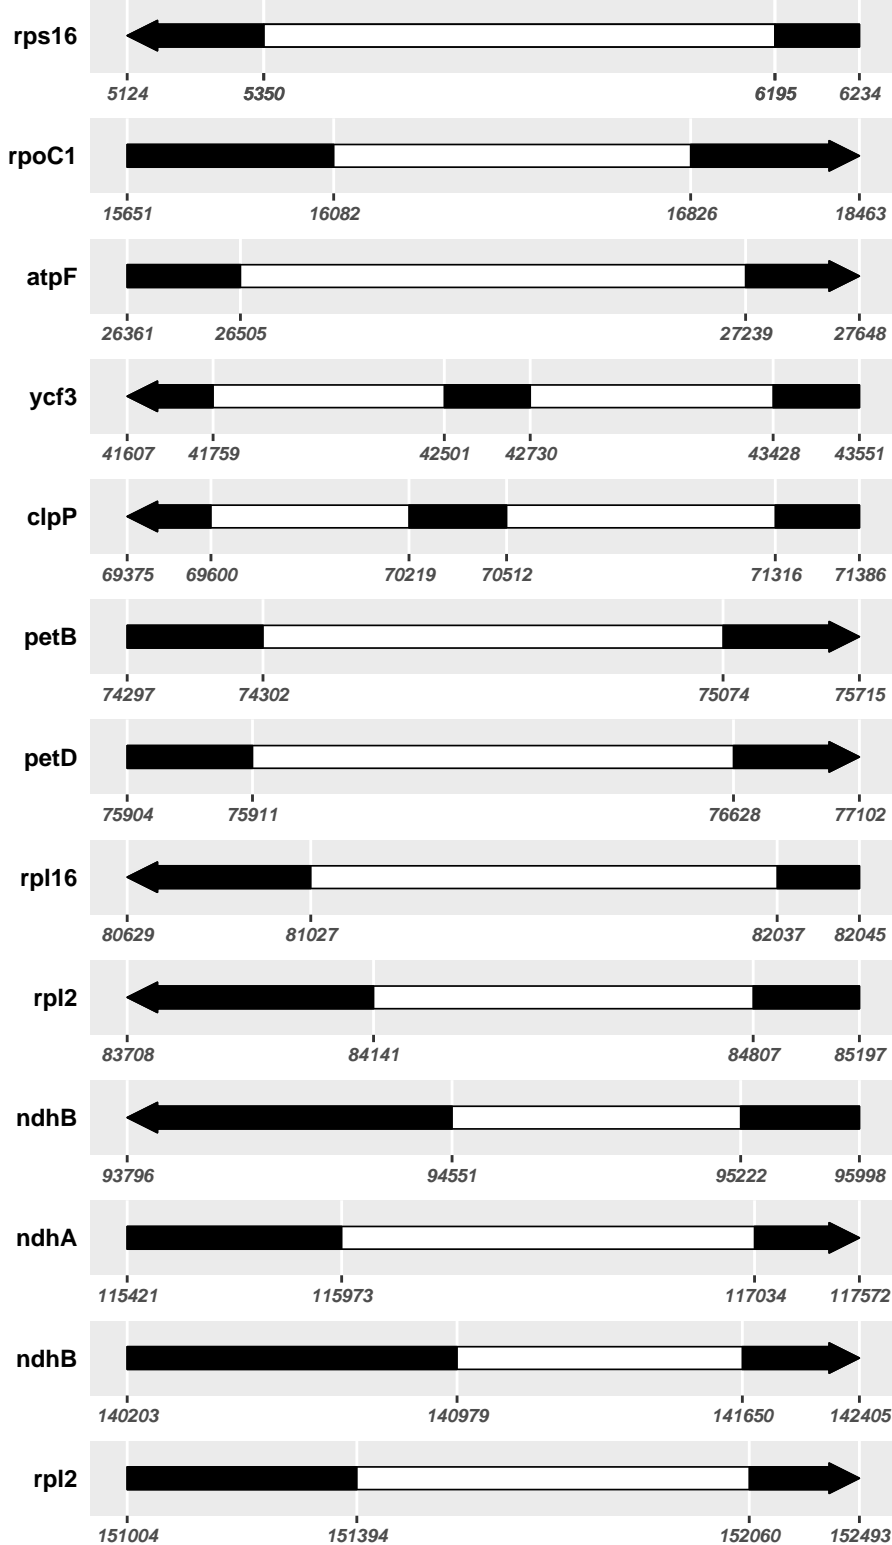 rps16
5124 5350 6195 6234
rpoC1
15651 16082 16826 18463
atpF
26361 26505 27239 27648
ycf3
41607 41759 42501 42730 43428 43551
clpP
69375 69600 70219 70512 71316 71386
petB
74297 74302 75074 75715
petD
75904 75911 76628 77102
rpl16
80629 81027 82037 82045
rpl2
83708 84141 84807 85197
ndhB
93796 94551 95222 95998
ndhA
115421 115973 117034 117572
ndhB
140203 140979 141650 142405
rpl2
151004 151394 152060 152493